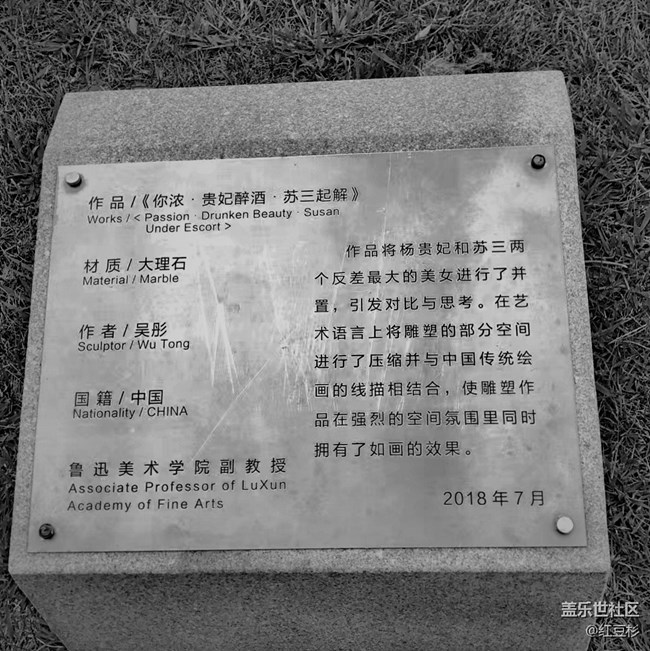 作品/《你浓·贵妃醉酒·苏三起解》
Works / < Passion · Drunken Beauty · Susan
Under Escort >
材质/大理石
Material / Marble
作者/吴彤
Sculptor / Wu Tong
国籍/中国
Nationality / CHINA
鲁迅美术学院副教授
Associate Professor of LuXun
Academy of Fine Arts
作品将杨贵妃和苏三两
个反差最大的美女进行了并
置，引发对比与思考。在艺
术语言上将雕塑的部分空间
进行了压缩并与中国传统绘
画的线描相结合，使雕塑作
品在强烈的空间氛围里同时
拥有了如画的效果。
2018年7月
盖乐世社区
@红豆杉